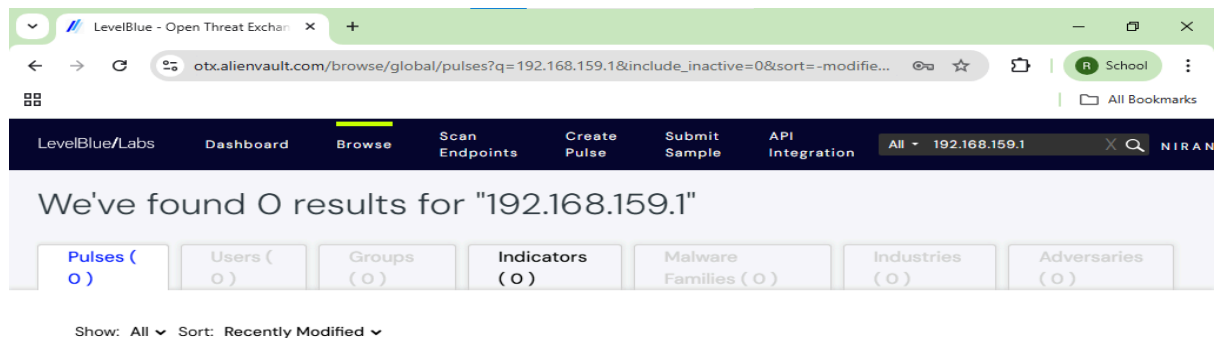 LevelBlue - Open Threat Exchan
otx.alienvault.com/browse/global/pulses?q=192.168.159.1&include_inactive=0&sort=-modifie...
R School
All Bookmarks
LevelBlue/Labs Dashboard Browse Scan Endpoints Create Pulse Submit Sample API Integration All 192.168.159.1 X NIRAN
We've found 0 results for "192.168.159.1"
Pulses ( 0 ) Users ( 0 ) Groups ( 0 ) Indicators ( 0 ) Malware Families ( 0 ) Industries ( 0 ) Adversaries ( 0 )
Show: All Sort: Recently Modified